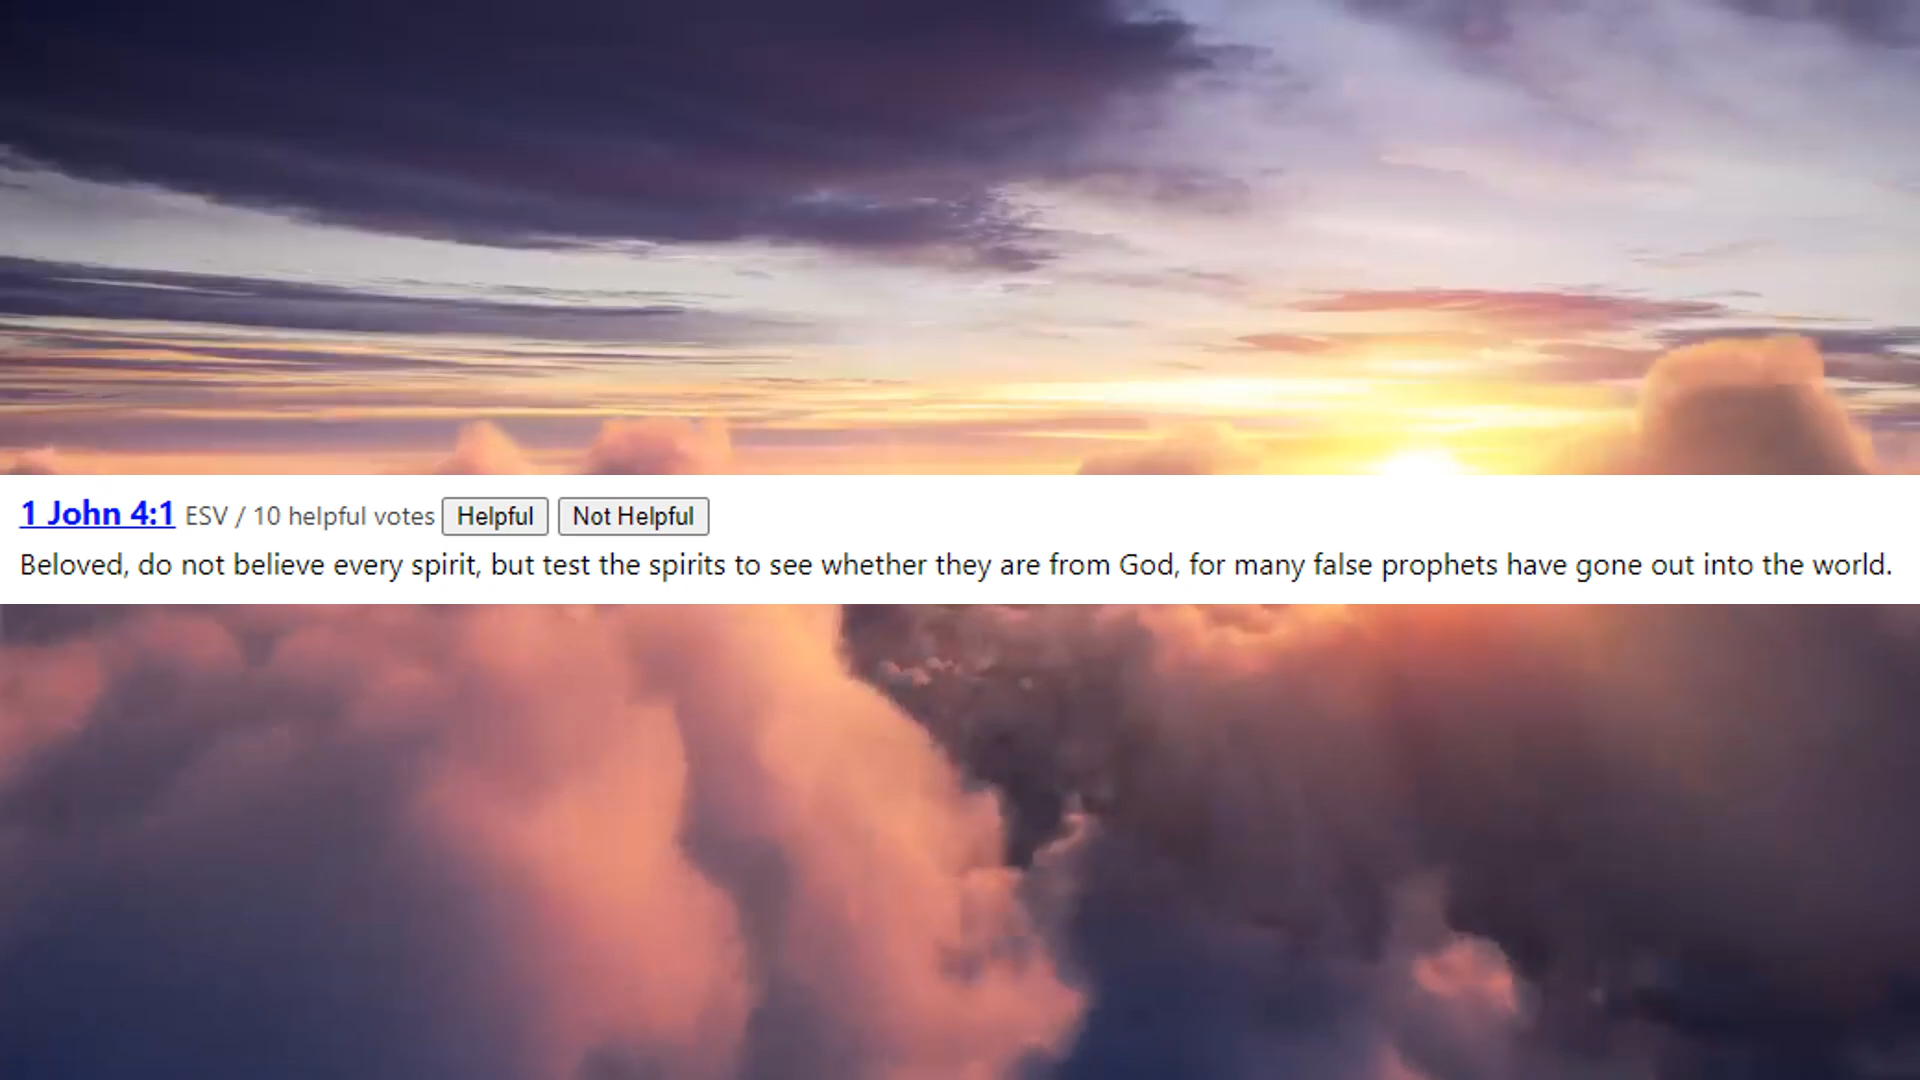 1 John 4:1 ESV / 10 helpful votes Helpful Not Helpful
Beloved, do not believe every spirit, but test the spirits to see whether they are from God, for many false prophets have gone out into the world.